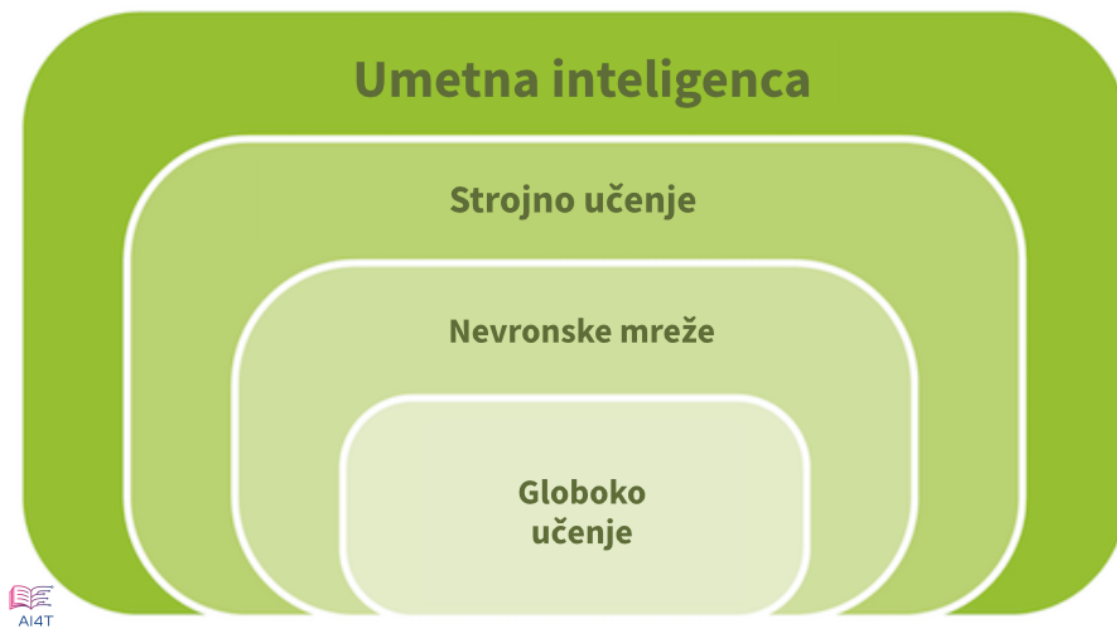 Umetna inteligenca
Strojno učenje
Nevronske mreže
Globoko
učenje
AI4T